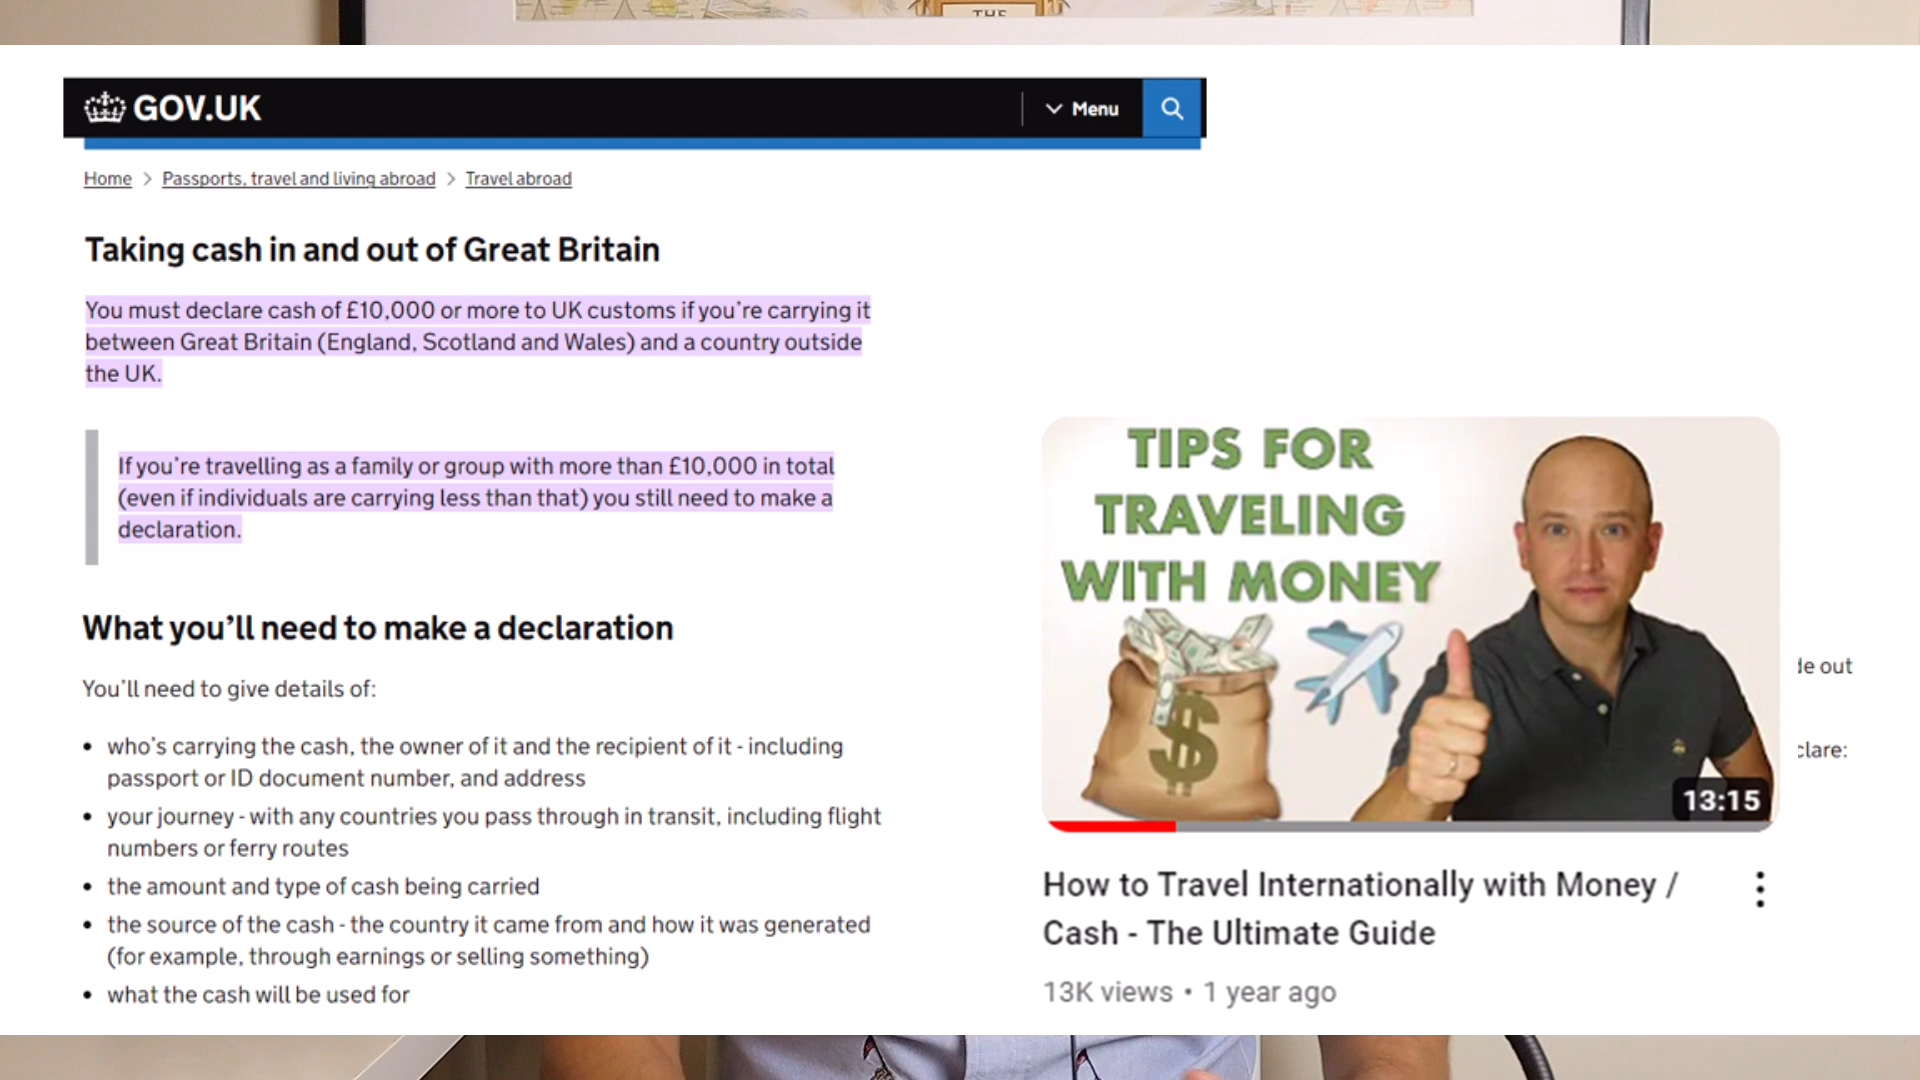 THE
GOV.UK
Menu
Home > Passports, travel and living abroad > Travel abroad
Taking cash in and out of Great Britain
You must declare cash of £10,000 or more to UK customs if you're carrying it
between Great Britain (England, Scotland and Wales) and a country outside
the UK.
If you're travelling as a family or group with more than £10,000 in total
(even if individuals are carrying less than that) you still need to make a
declaration.
What you'll need to make a declaration
You'll need to give details of:
• who's carrying the cash, the owner of it and the recipient of it - including
passport or ID document number, and address
• your journey - with any countries you pass through in transit, including flight
numbers or ferry routes
• the amount and type of cash being carried
• the source of the cash - the country it came from and how it was generated
(for example, through earnings or selling something)
• what the cash will be used for
TIPS FOR
TRAVELING
WITH MONEY
$
13:15
How to Travel Internationally with Money /
Cash - The Ultimate Guide
13K views • 1 year ago
out